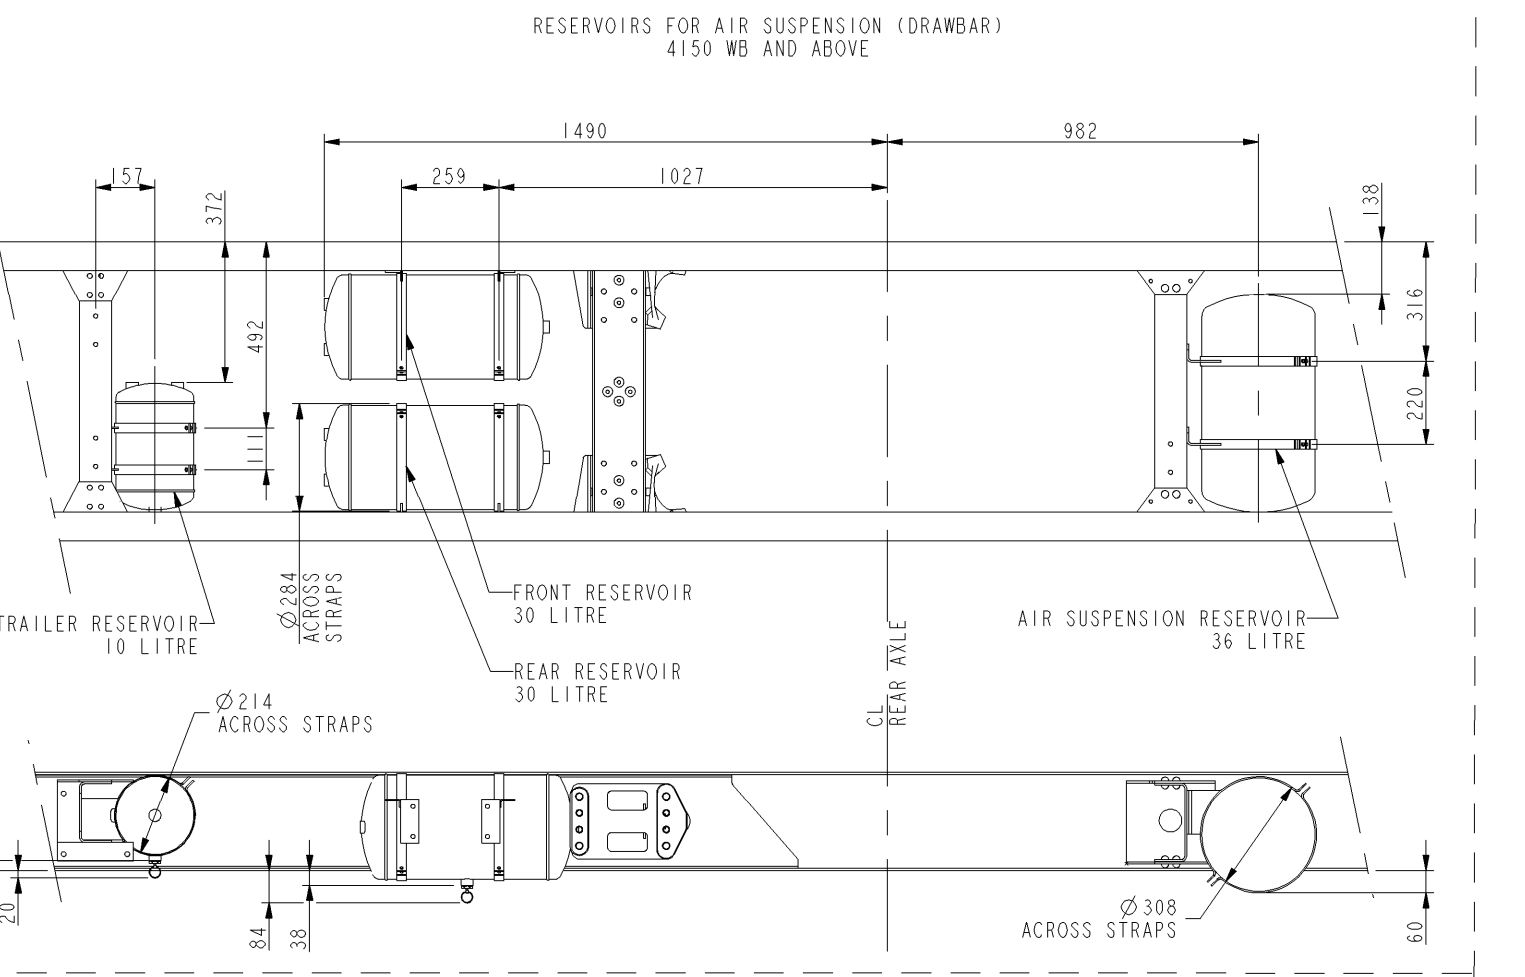 RESERVOIRS FOR AIR SUSPENSION (DRAWBAR)
4150 WB AND ABOVE
1490
982
157
259
1027
372
138
492
316
111
220
Ø284
ACROSS
STRAPS
FRONT RESERVOIR
30 LITRE
TRAILER RESERVOIR
10 LITRE
AIR SUSPENSION RESERVOIR
36 LITRE
REAR RESERVOIR
30 LITRE
CL
REAR AXLE
Ø214
ACROSS STRAPS
Ø308
ACROSS STRAPS
20
84
38
60